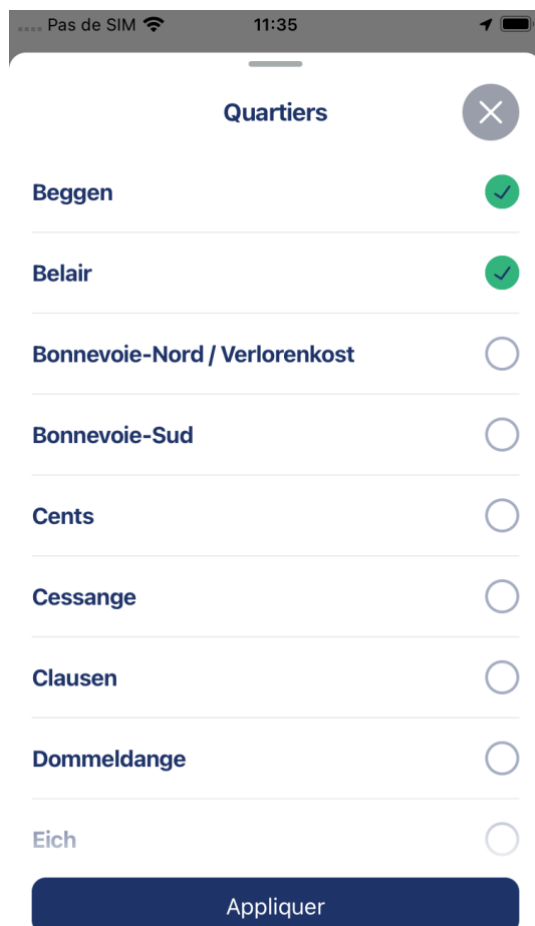 Pas de SIM 11:35
Quartiers
Beggen
Belair
Bonnevoie-Nord / Verlorenkost
Bonnevoie-Sud
Cents
Cessange
Clausen
Dommeldange
Eich
Appliquer